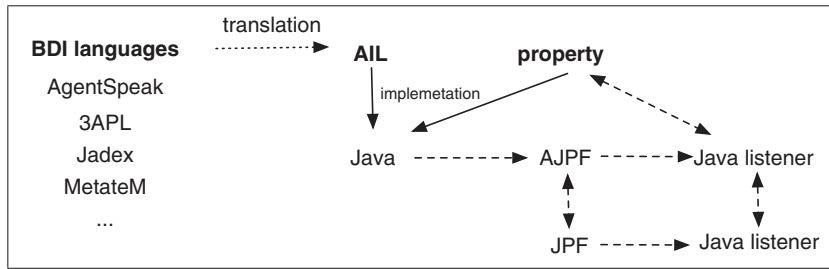 translation
BDI languages
AIL
property
AgentSpeak
implemetation
3APL
Jadex
Java
AJPF
Java listener
MetateM
...
JPF
Java listener